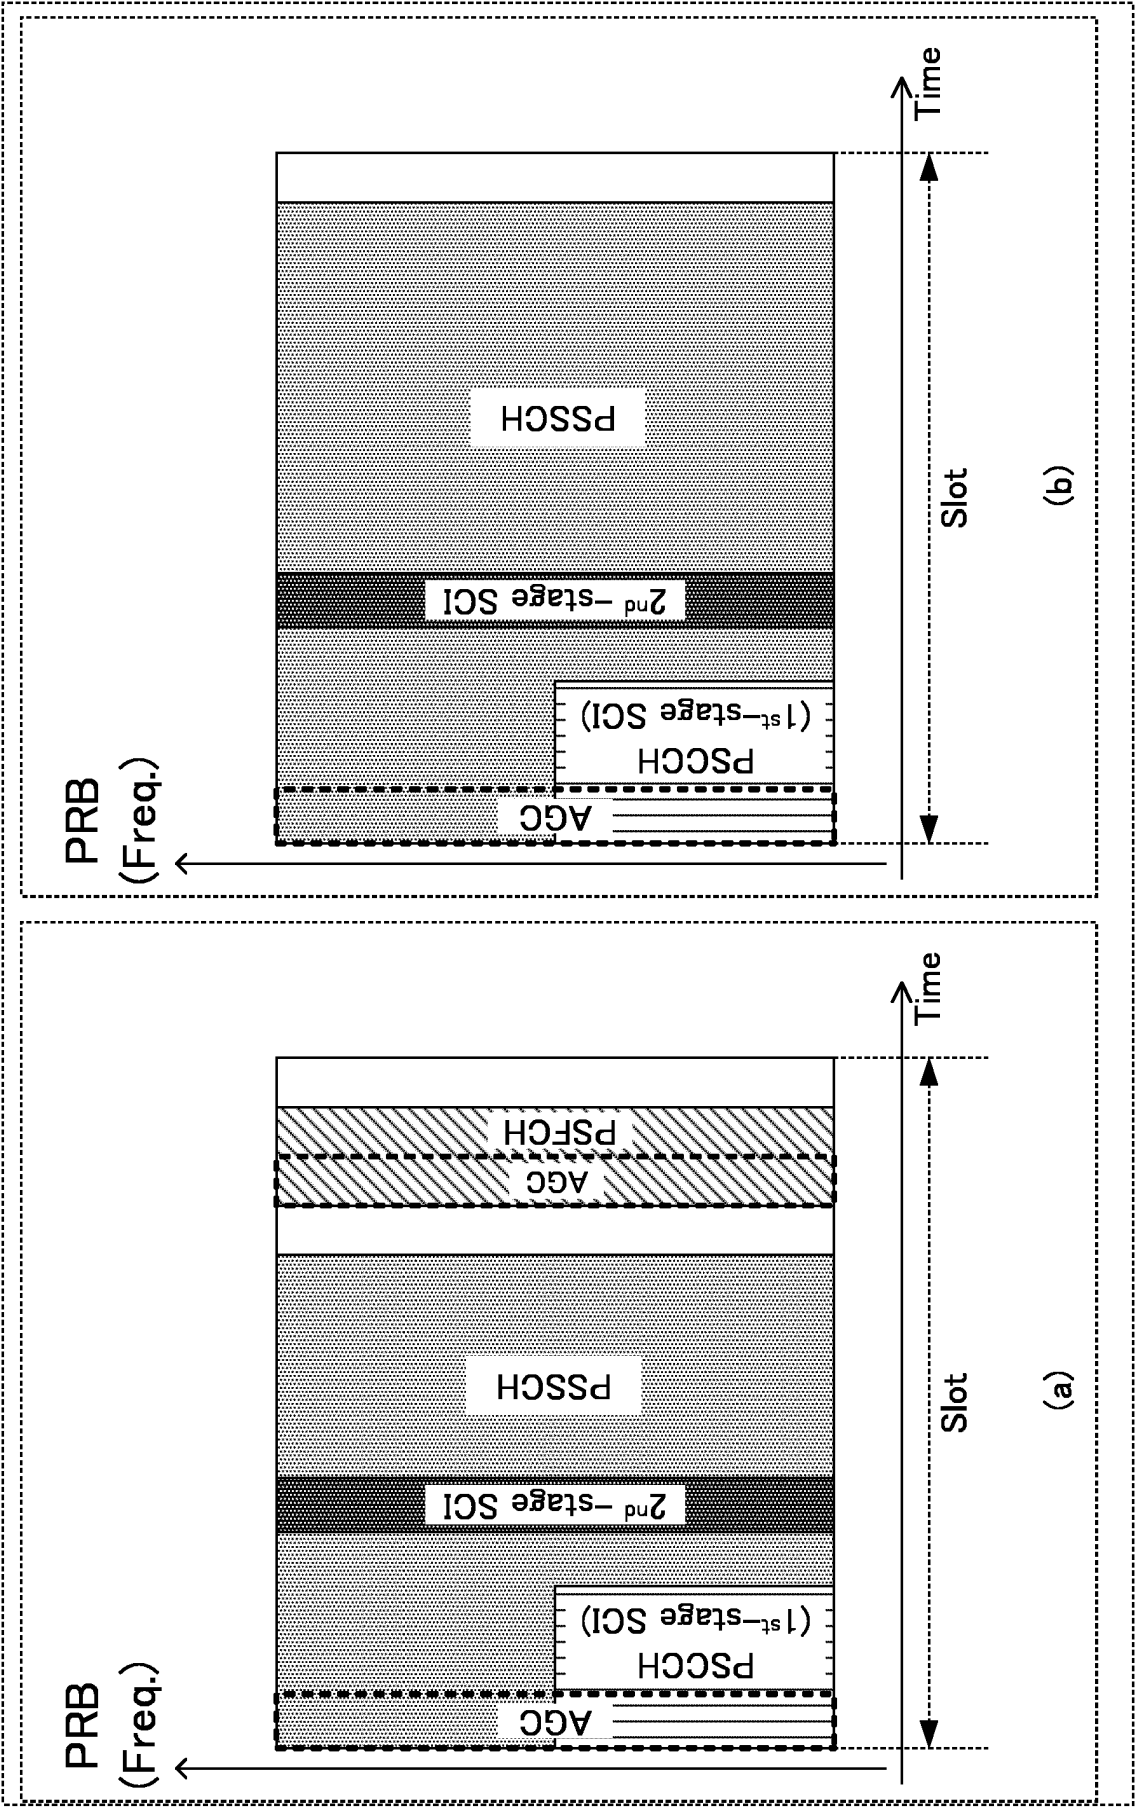 PRB
(Freq.)
AGC
PSCCH
(1st-stage SCI)
2nd -stage SCI
PSSCH
AGC
PSFCH
Time
Slot
(a)
PRB
(Freq.)
AGC
PSCCH
(1st-stage SCI)
2nd -stage SCI
PSSCH
Time
Slot
(b)